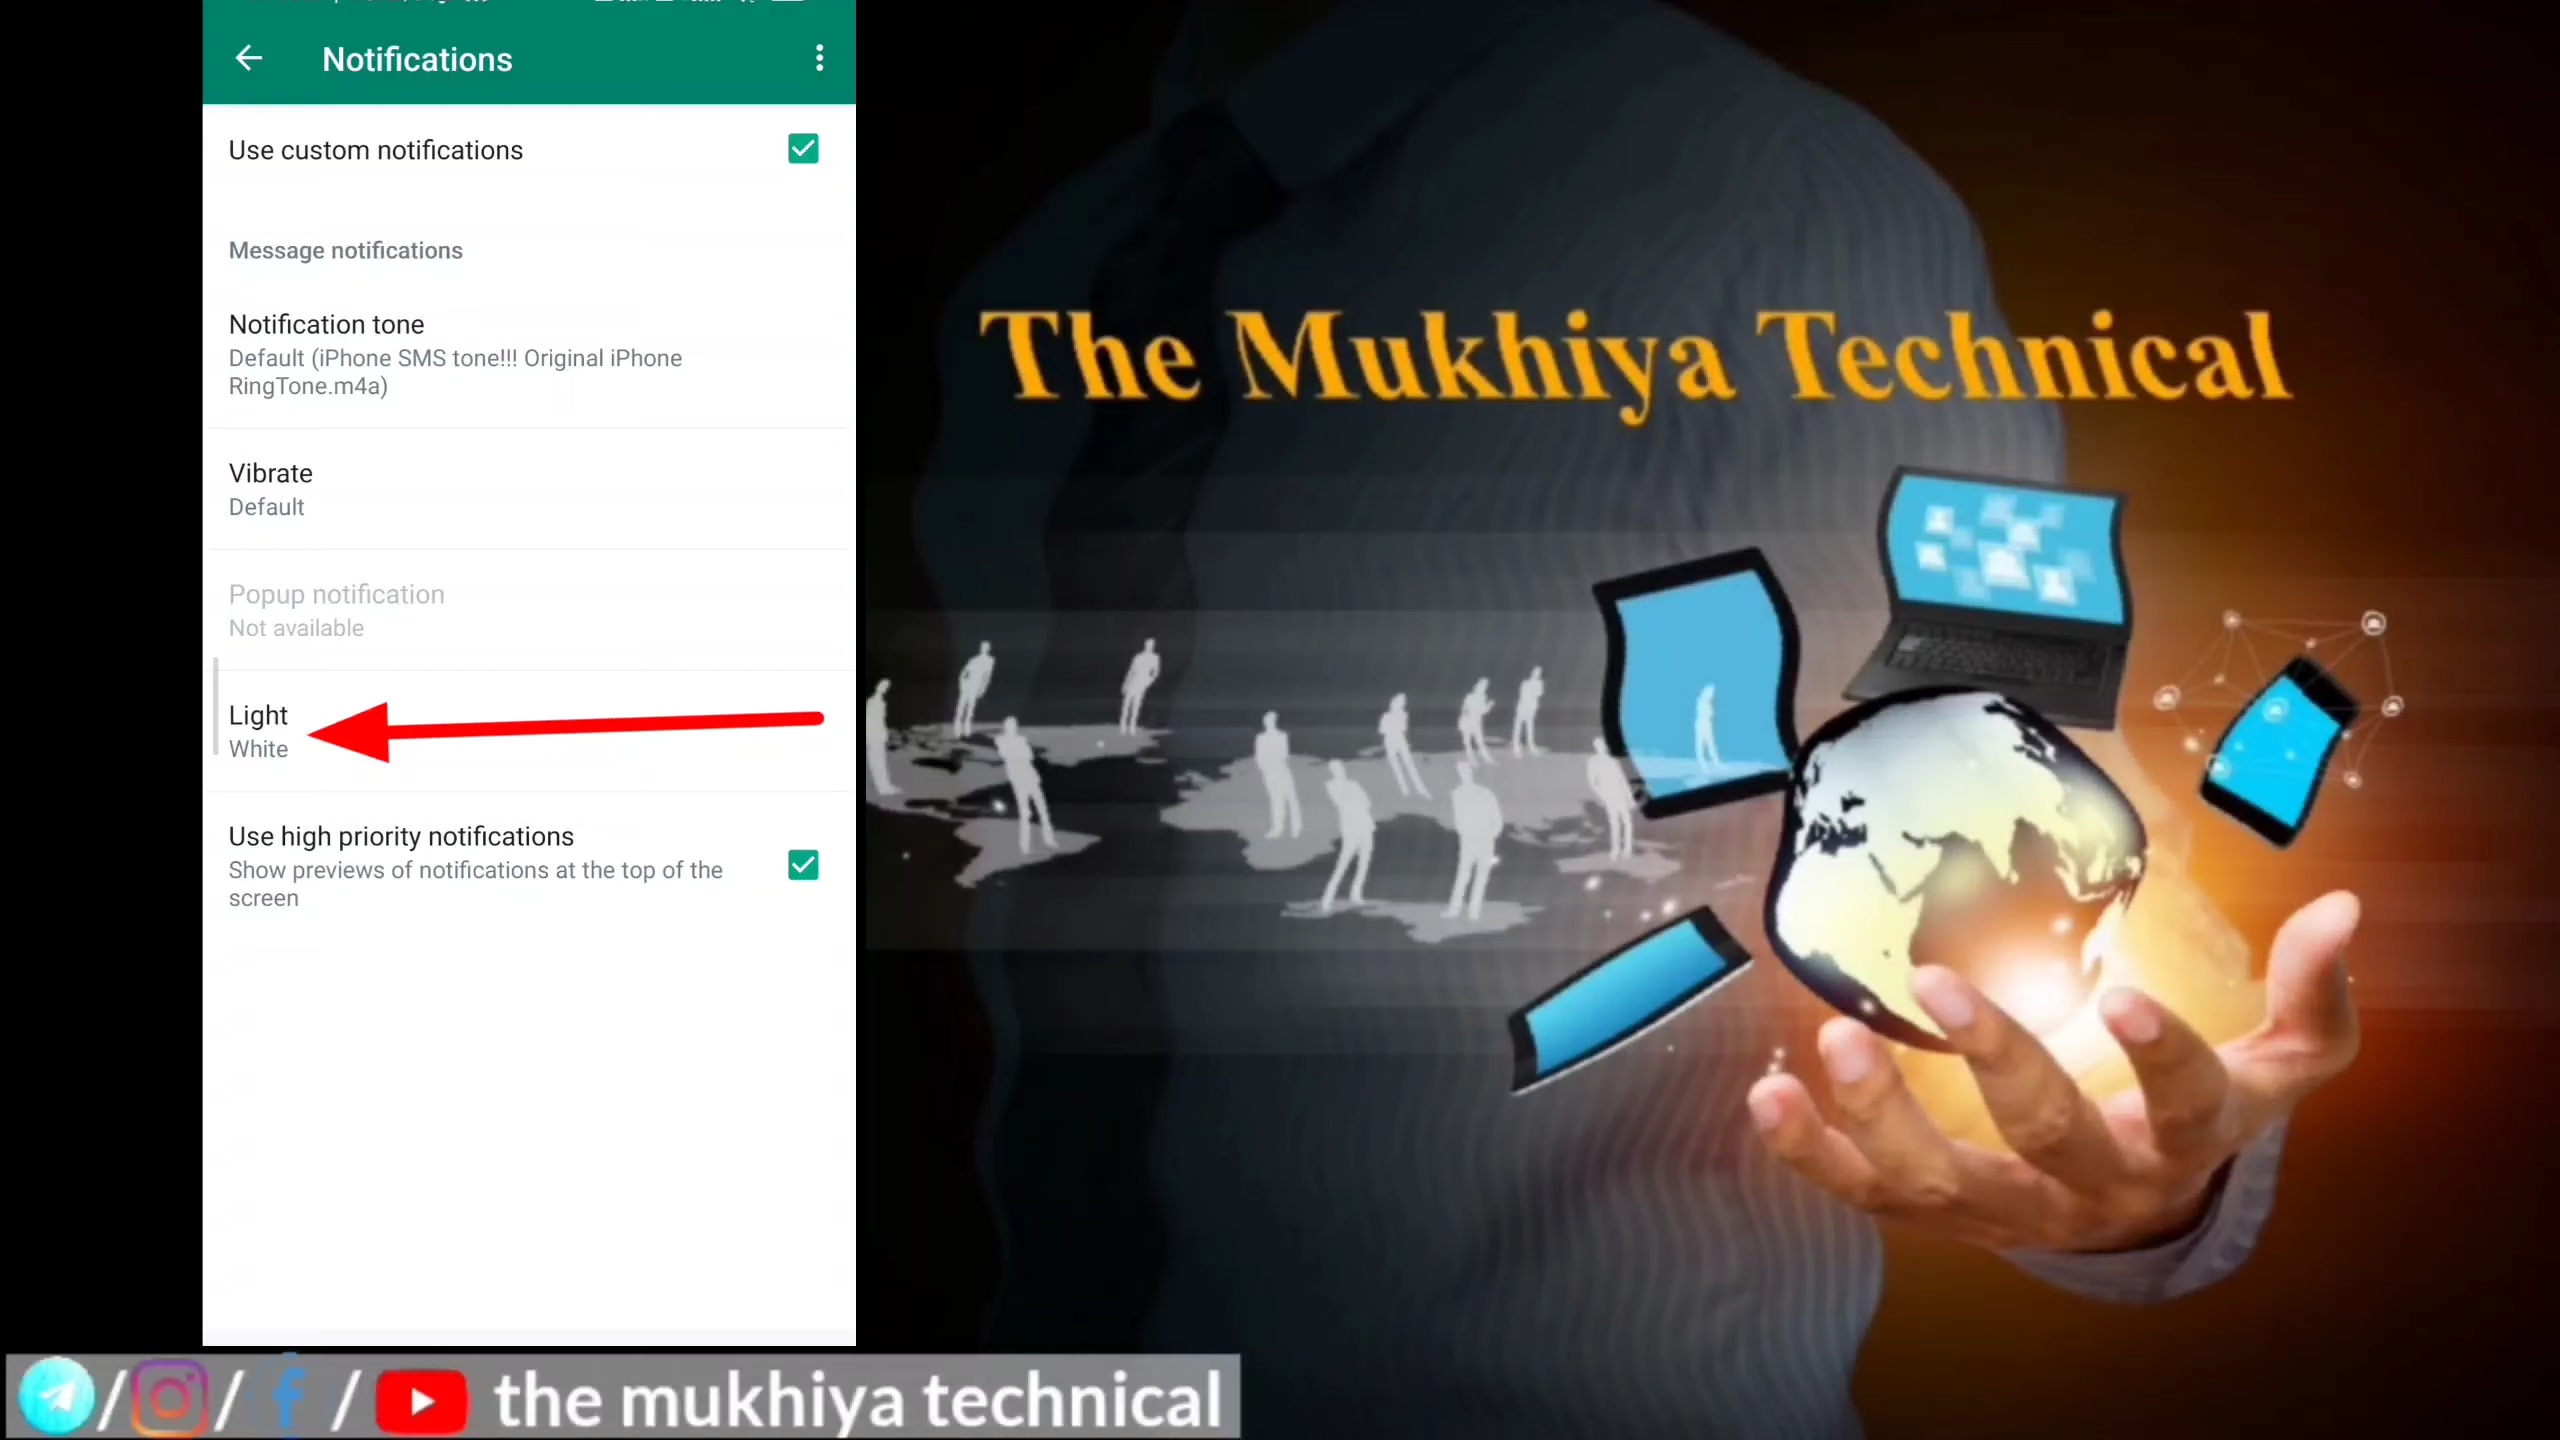 Notifications
Use custom notifications
Message notifications
Notification tone
Default (iPhone SMS tone!!! Original iPhone
RingTone.m4a)
Vibrate
Default
Popup notification
Not available
Light
White
Use high priority notifications
Show previews of notifications at the top of the
screen
The Mukhiya Technical
the mukhiya technical